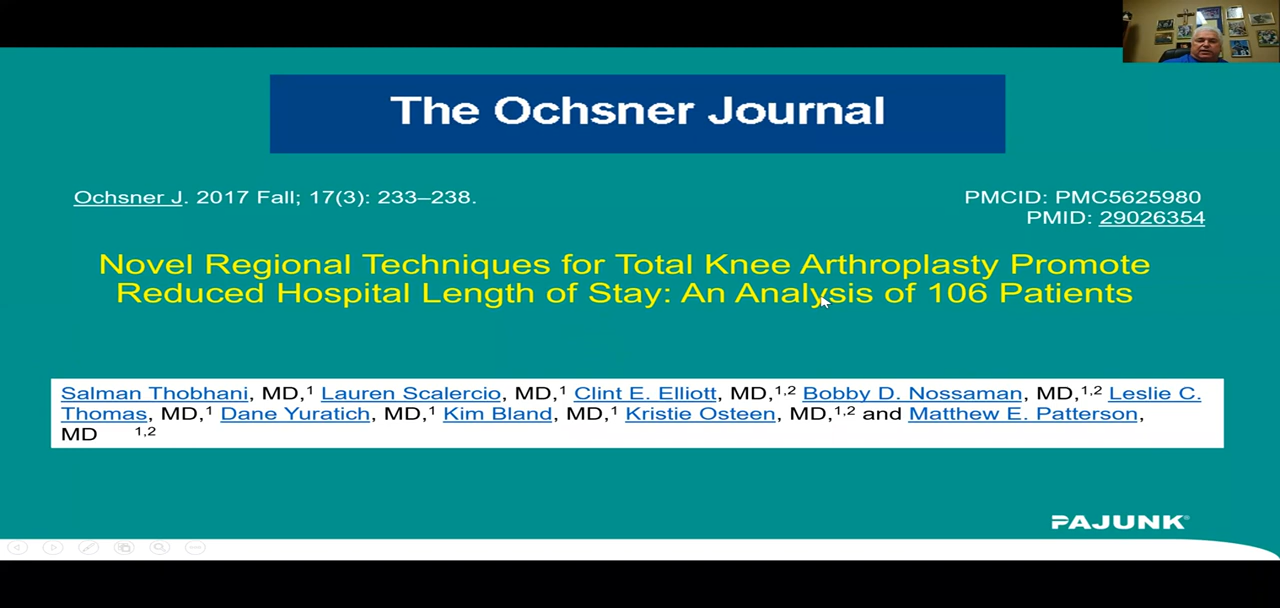 The Ochsner Journal
Ochsner J. 2017 Fall; 17(3): 233–238.
PMCID: PMC5625980
PMID: 29026354
Novel Regional Techniques for Total Knee Arthroplasty Promote
Reduced Hospital Length of Stay: An Analysis of 106 Patients
Salman Thobhani, MD,1 Lauren Scalercio, MD,1 Clint E. Elliott, MD,1,2 Bobby D. Nossaman, MD,1,2 Leslie C.
Thomas, MD,1 Dane Yuratich, MD,1 Kim Bland, MD,1 Kristie Osteen, MD,1,2 and Matthew E. Patterson,
MD 1,2
PAJUNK®